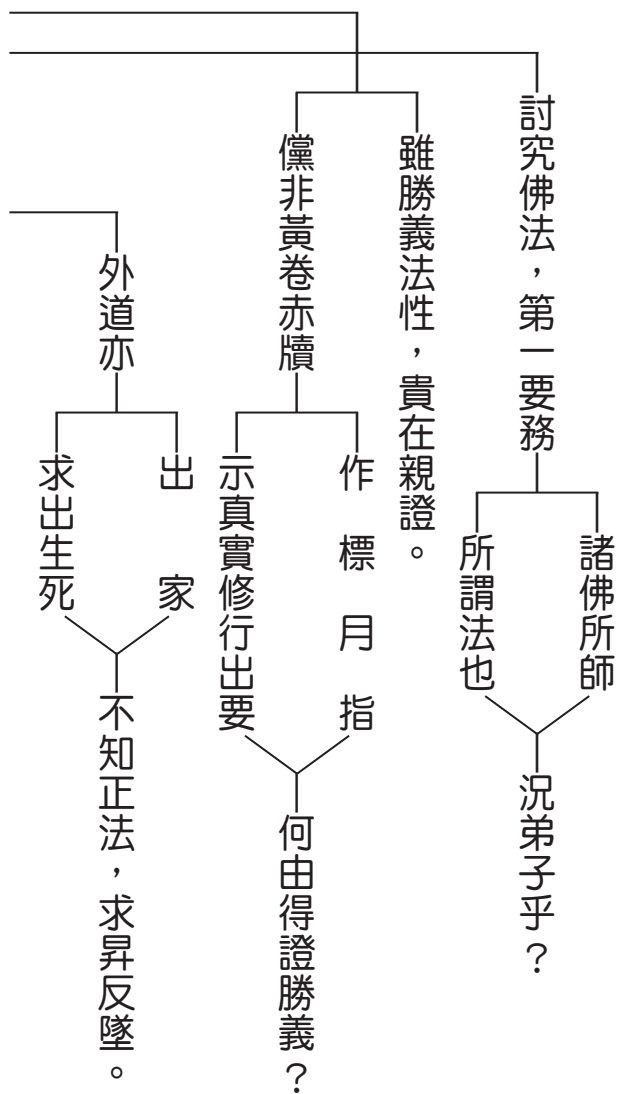 討究佛法，第一要務
諸佛所師
所謂法也
況弟子乎？
雖勝義法性，貴在親證。
儻非黃卷赤牘
作標月指
示真實修行出要
何由得證勝義？
外道亦
出家
求出生死
不知正法，求昇反墜。